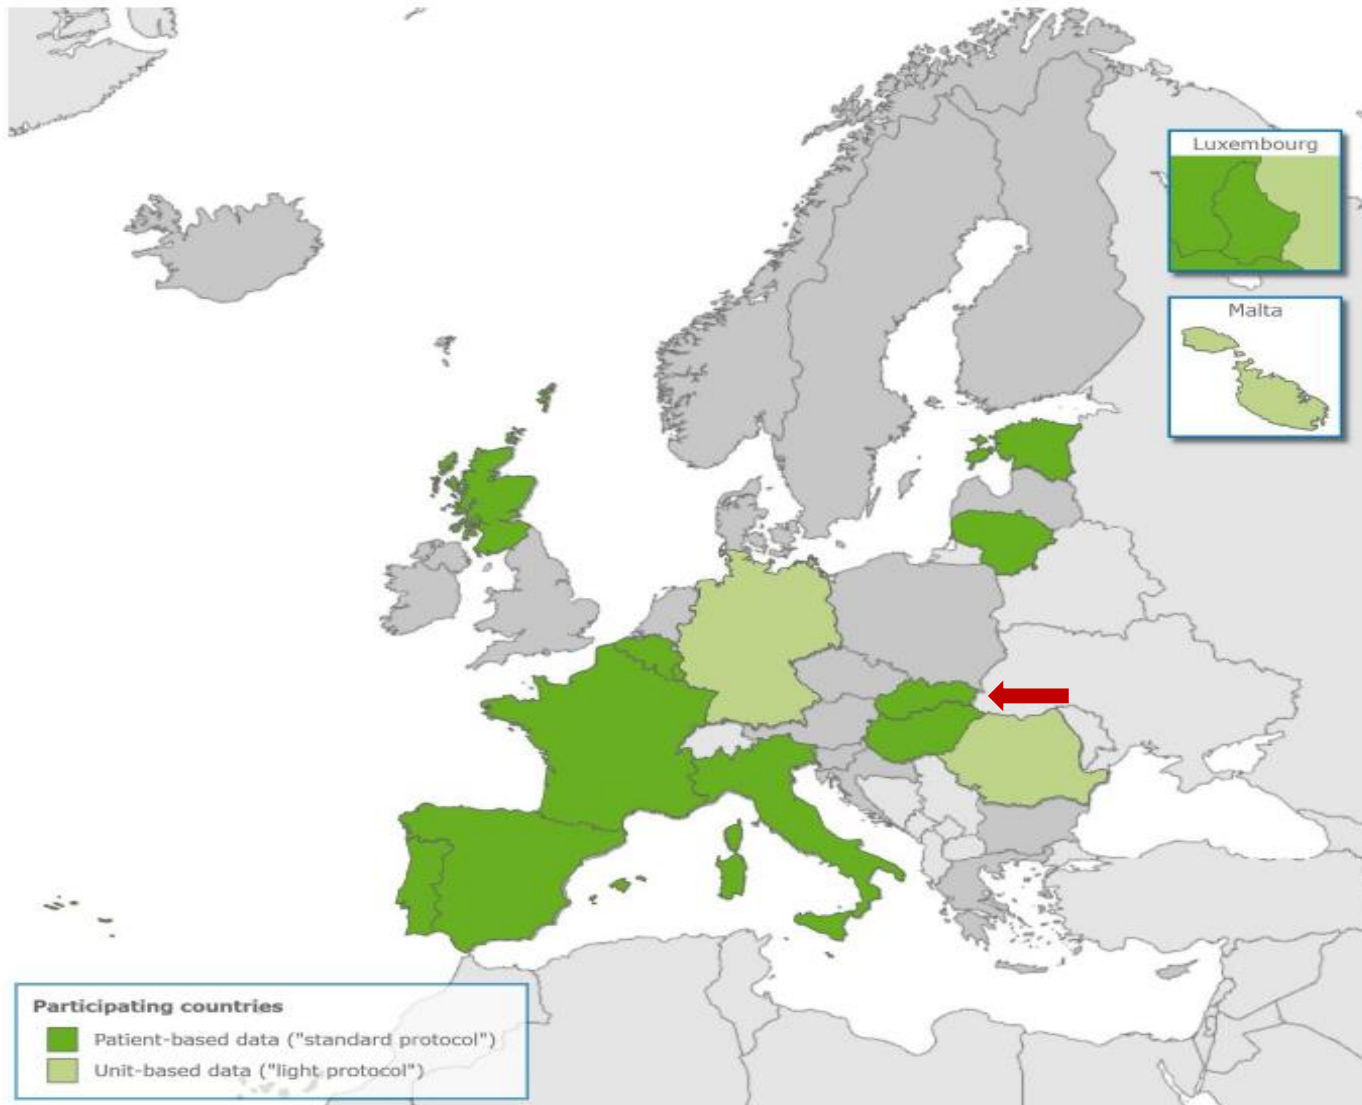 Luxembourg
Malta
Participating countries
Patient-based data ("standard protocol")
Unit-based data ("light protocol")